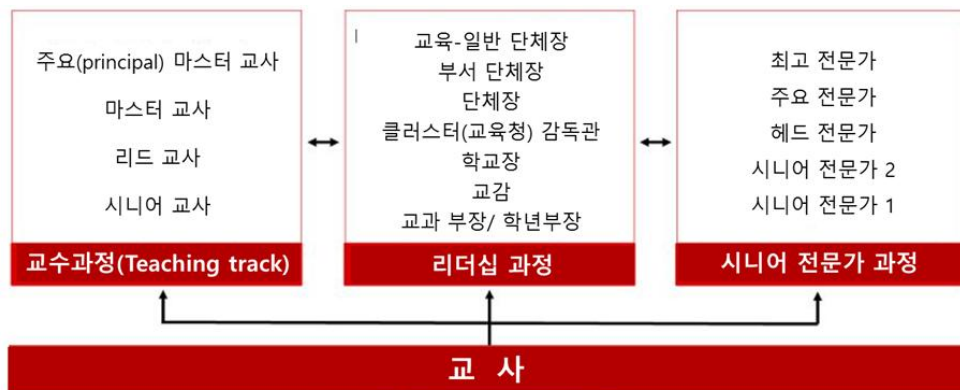 주요(principal) 마스터 교사
마스터 교사
리드 교사
시니어 교사
교수과정(Teaching track)
교육-일반 단체장
부서 단체장
단체장
클러스터(교육청) 감독관
학교장
교감
교과 부장/ 학년부장
리더십 과정
최고 전문가
주요 전문가
헤드 전문가
시니어 전문가 2
시니어 전문가 1
시니어 전문가 과정
교 사